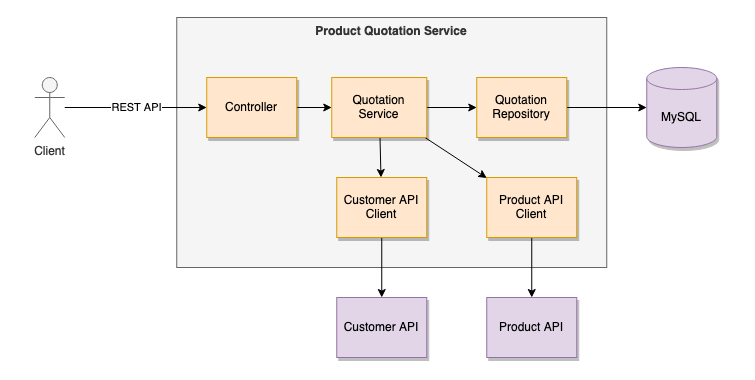 Product Quotation Service
REST API
Controller
Quotation
Service
Quotation
Repository
MySQL
Client
Customer API
Client
Product API
Client
Customer API
Product API